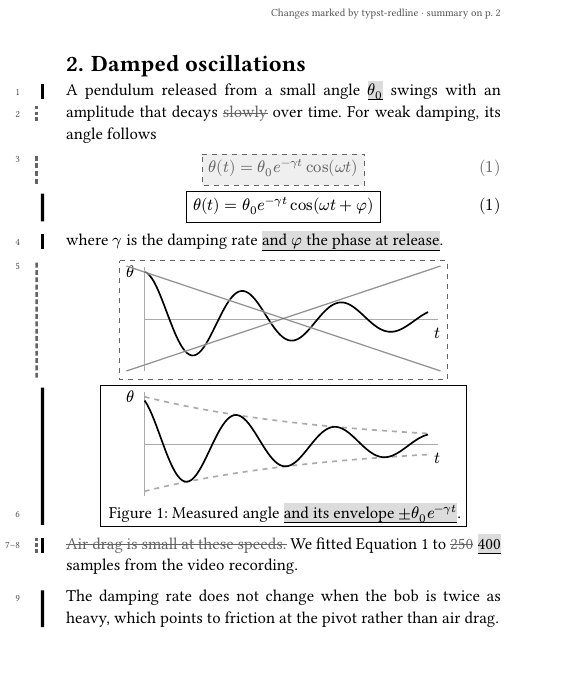 Changes marked by typst-redline · summary on p. 2
2. Damped oscillations
1 A pendulum released from a small angle θ₀ swings with an
2 amplitude that decays slowly over time. For weak damping, its
angle follows
3 θ(t) = θ₀e^{−γt} cos(ωt) (1)
θ(t) = θ₀e^{−γt} cos(ωt + φ) (1)
4 where γ is the damping rate and φ the phase at release.
5
θ
t
θ
t
6 Figure 1: Measured angle and its envelope ±θ₀e^{−γt}.
7–8 Air drag is small at these speeds. We fitted Equation 1 to 250 400
samples from the video recording.
9 The damping rate does not change when the bob is twice as
heavy, which points to friction at the pivot rather than air drag.